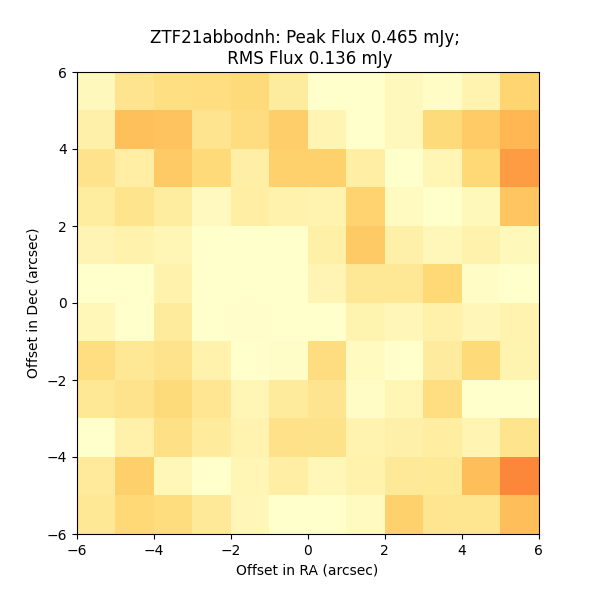 ZTF21abbodnh: Peak Flux 0.465 mJy;
RMS Flux 0.136 mJy
6
4
2
0
−2
−4
−6
Offset in Dec (arcsec)
−6 −4 −2 0 2 4 6
Offset in RA (arcsec)